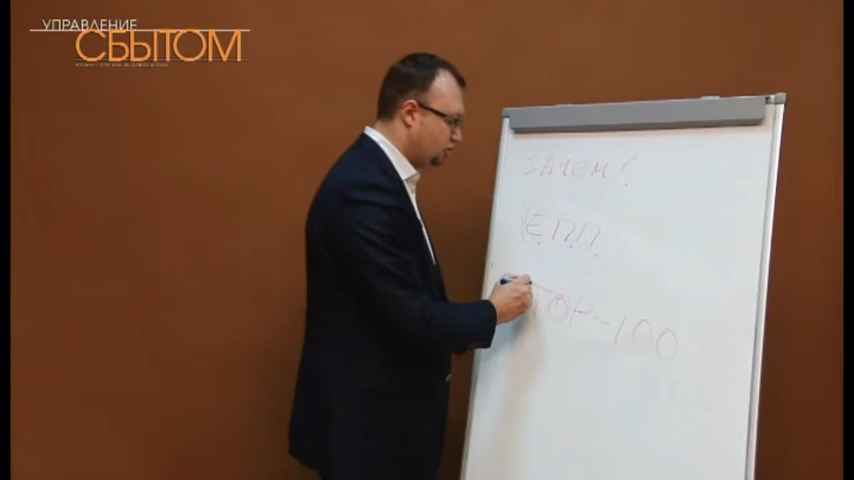 УПРАВЛЕНИЕ
СБЫТОМ
ЗАЧЕМ?
Е.П.П.
TOP-100